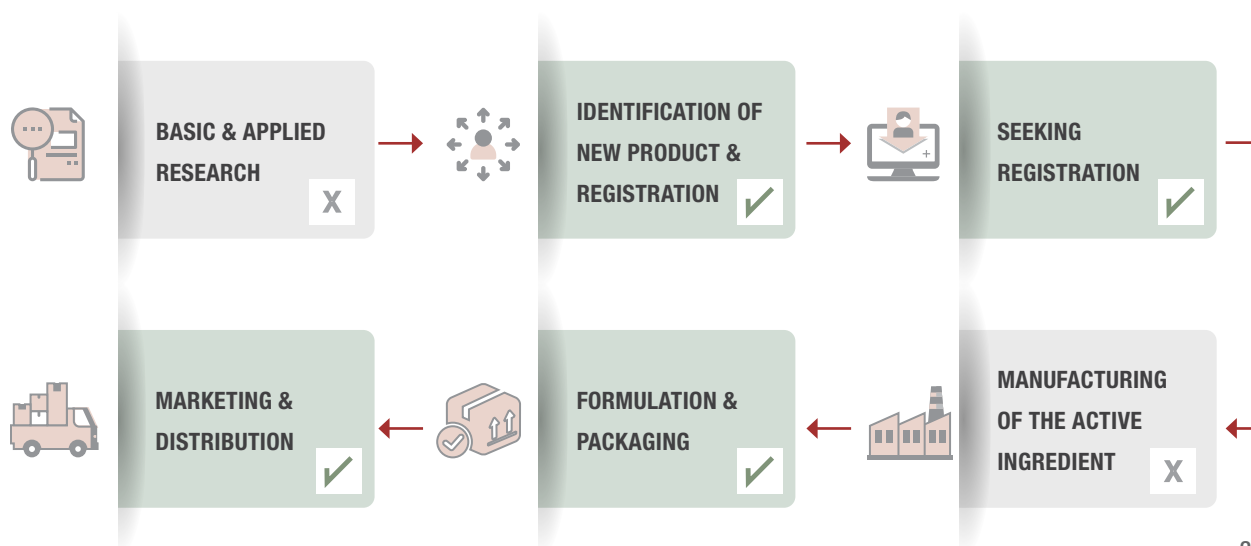 BASIC & APPLIED
RESEARCH
X
IDENTIFICATION OF
NEW PRODUCT &
REGISTRATION
SEEKING
REGISTRATION
MARKETING &
DISTRIBUTION
FORMULATION &
PACKAGING
MANUFACTURING
OF THE ACTIVE
INGREDIENT
X